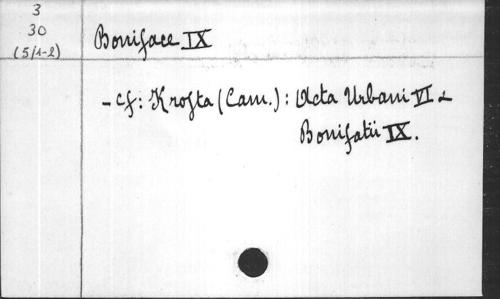 3
30
(5/1-2)
Boniface IX
- cf: Krofta (Cam.): Acta Urbani VI &
Bonifatii IX.